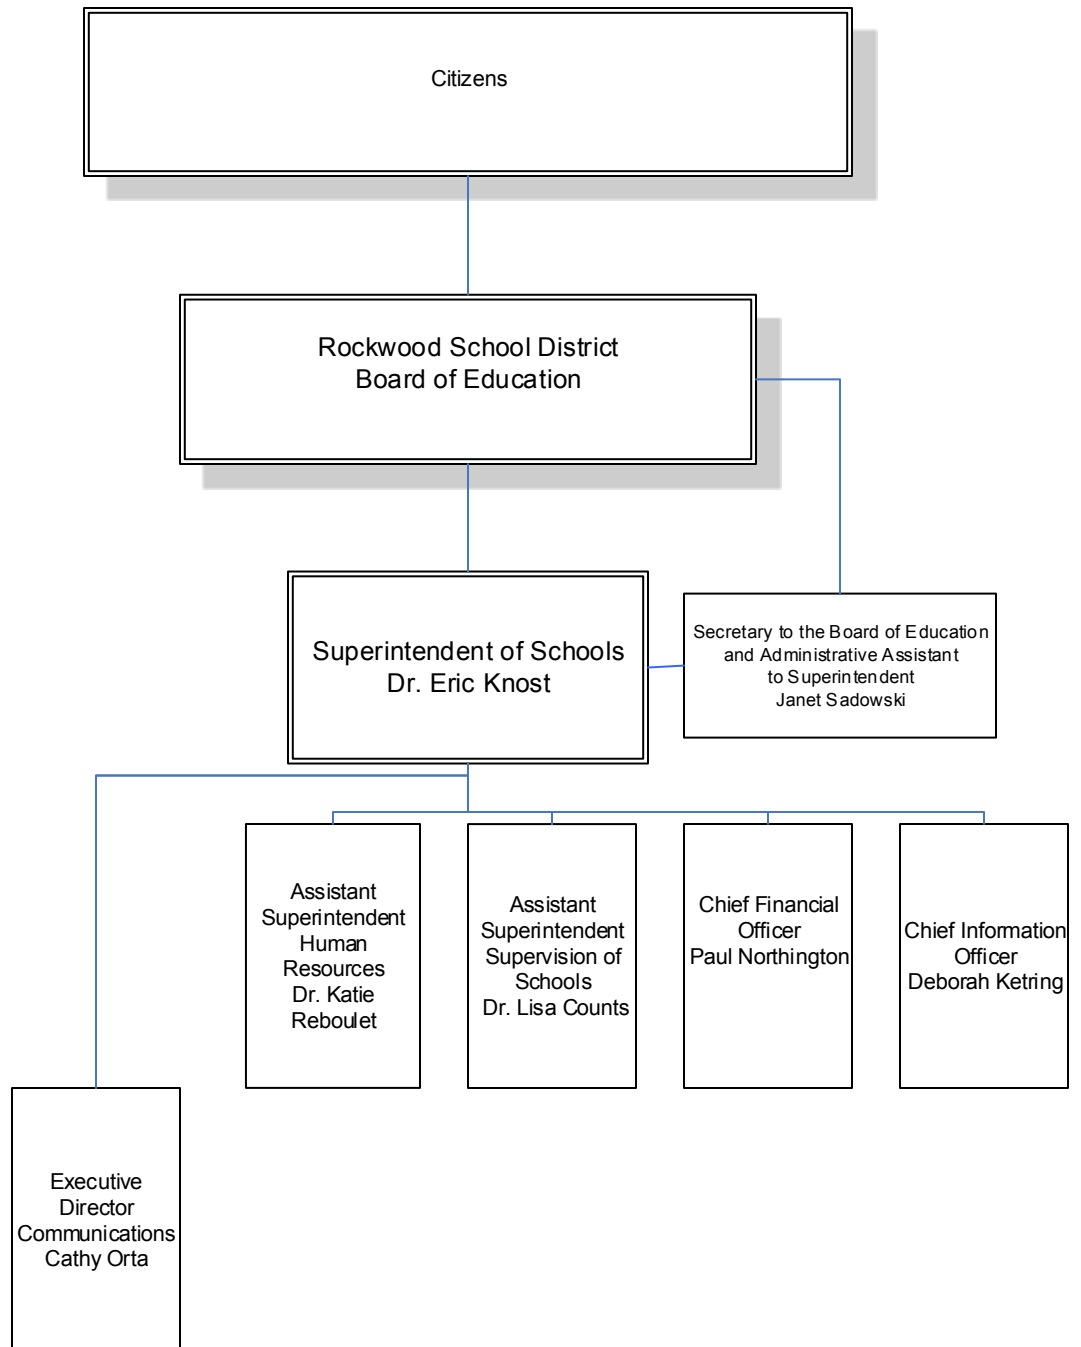 Citizens
Rockwood School District
Board of Education
Superintendent of Schools
Dr. Eric Knost
Secretary to the Board of Education
and Administrative Assistant
to Superintendent
Janet Sadowski
Assistant
Superintendent
Human
Resources
Dr. Katie
Reboulet
Assistant
Superintendent
Supervision of
Schools
Dr. Lisa Counts
Chief Financial
Officer
Paul Northington
Chief Information
Officer
Deborah Ketring
Executive
Director
Communications
Cathy Orta